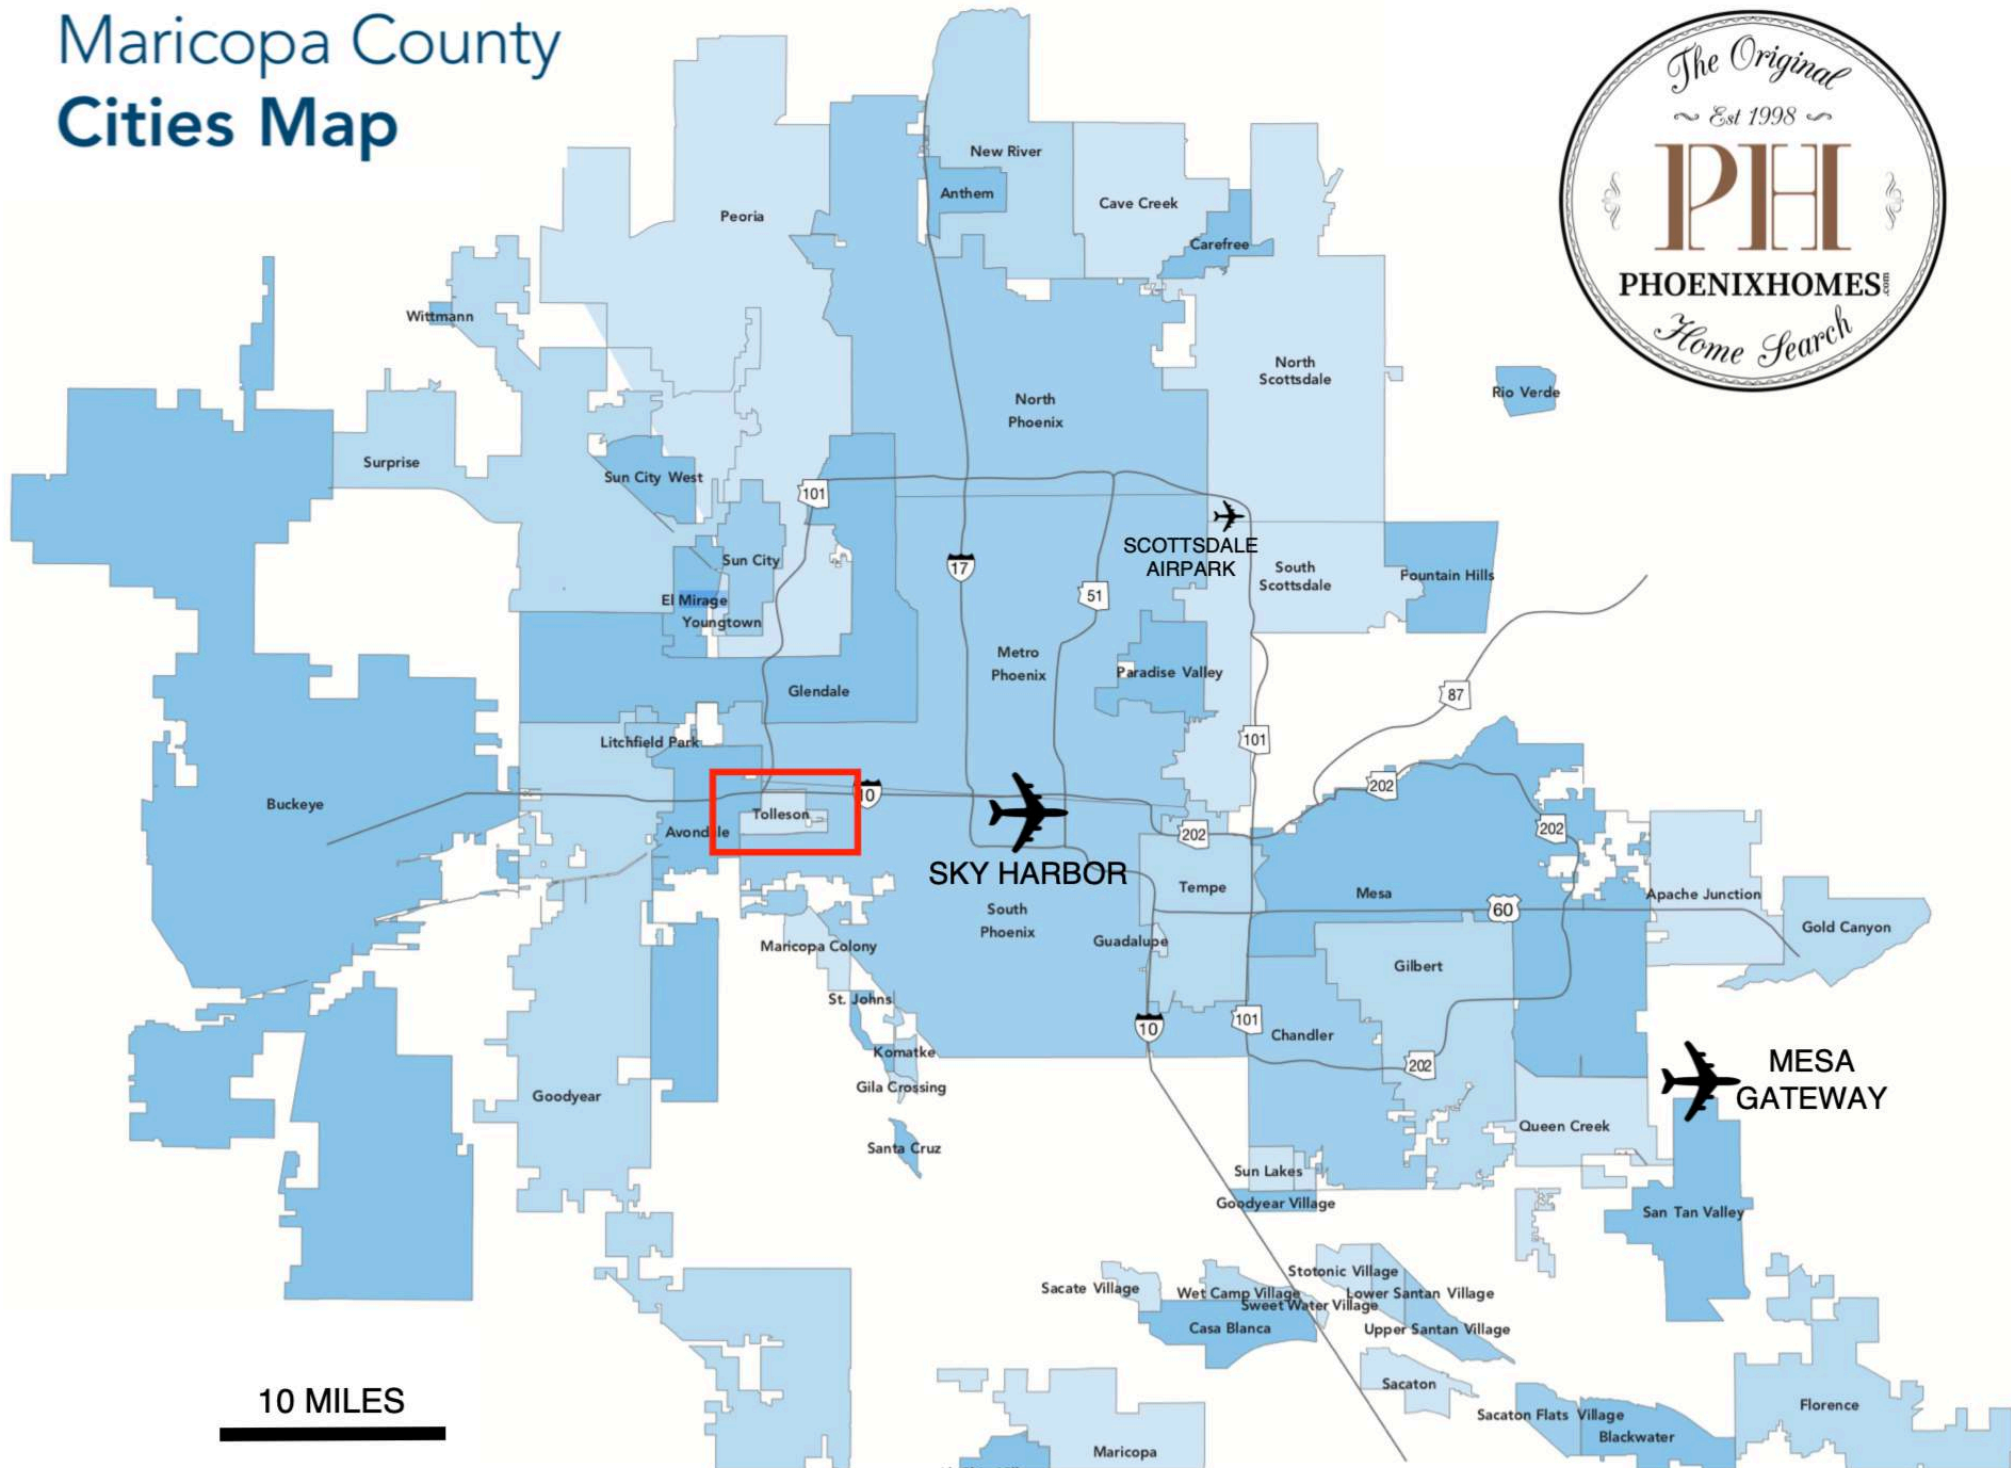 Maricopa County
Cities Map
The Original
Est 1998
PH
PHOENIXHOMES.com
Home Search
New River
Anthem
Cave Creek
Peoria
Carefree
Wittmann
North
Scottsdale
Rio Verde
North
Phoenix
Surprise
Sun City West
101
SCOTTSDALE
AIRPARK
Sun City
17
South
Scottsdale
Fountain Hills
El Mirage
51
Youngtown
Metro
Phoenix
Paradise Valley
Glendale
87
Litchfield Park
101
202
Buckeye
10
Tolleson
Avondale
202
202
SKY HARBOR
Tempe
Mesa
Apache Junction
60
South
Phoenix
Gold Canyon
Maricopa Colony
Guadalupe
Gilbert
St. Johns
10
101
Chandler
Komatke
202
MESA
GATEWAY
Gila Crossing
Goodyear
Queen Creek
Santa Cruz
Sun Lakes
Goodyear Village
San Tan Valley
Stotonic Village
Sacate Village
Wet Camp Village
Lower Santan Village
Sweet Water Village
Casa Blanca
Upper Santan Village
Sacaton
10 MILES
Florence
Sacaton Flats Village
Blackwater
Maricopa